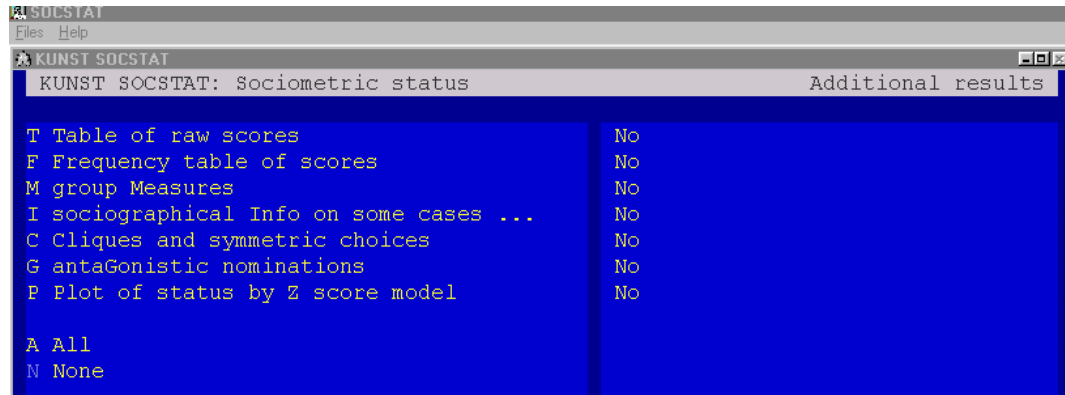 SOCSTAT
Files Help
KUNST SOCSTAT
KUNST SOCSTAT: Sociometric status Additional results
T Table of raw scores No
F Frequency table of scores No
M group Measures No
I sociographical Info on some cases ... No
C Cliques and symmetric choices No
G antaGonistic nominations No
P Plot of status by Z score model No
A All
N None